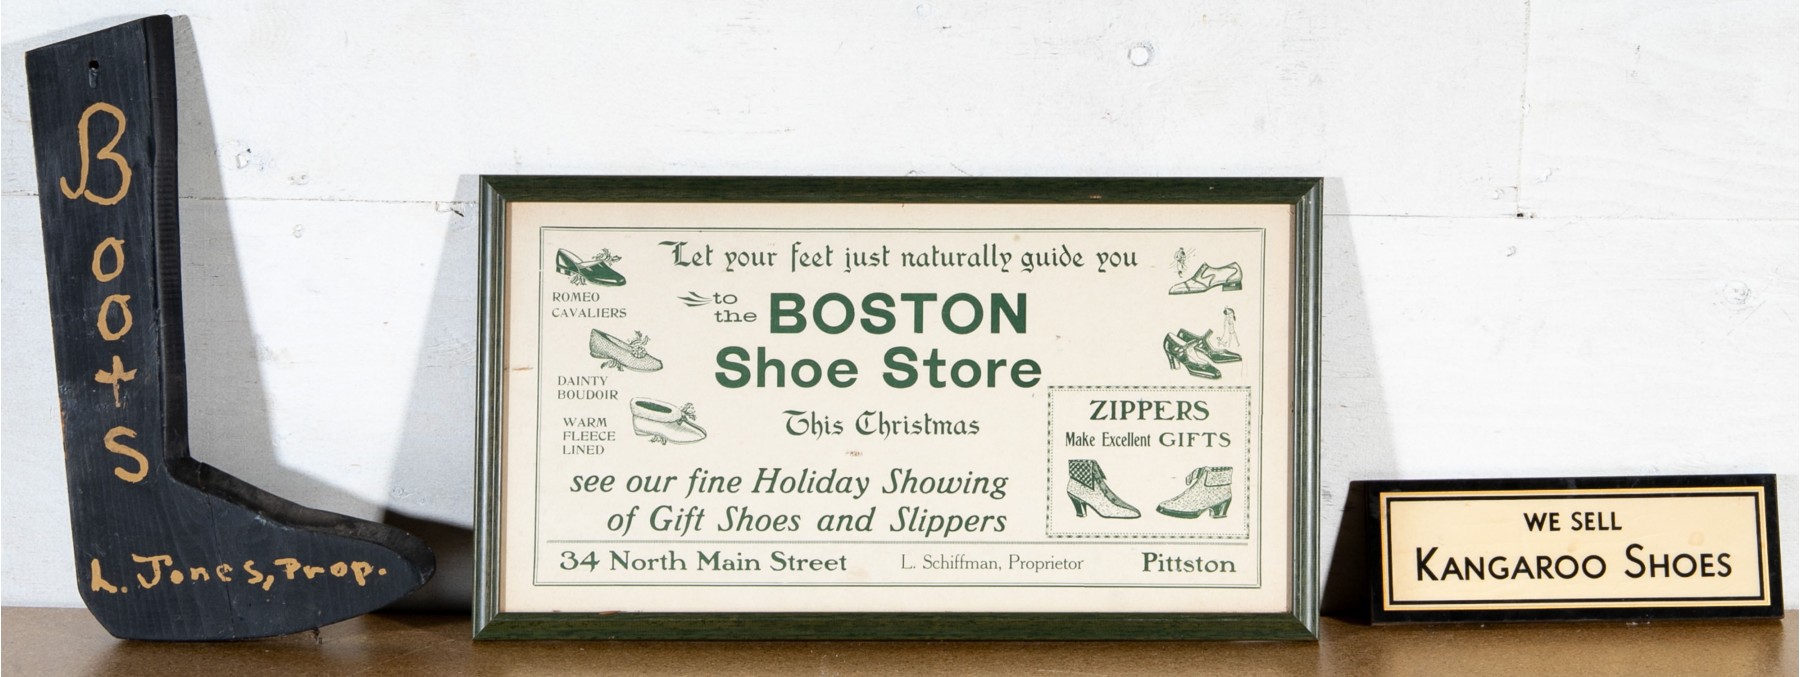 Boots
L. Jones, Prop.
Let your feet just naturally guide you
to the BOSTON
Shoe Store
This Christmas
see our fine Holiday Showing
of Gift Shoes and Slippers
ROMEO
CAVALIERS
DAINTY
BOUDOIR
WARM
FLEECE
LINED
ZIPPERS
Make Excellent GIFTS
34 North Main Street L. Schiffman, Proprietor Pittston
WE SELL
KANGAROO SHOES